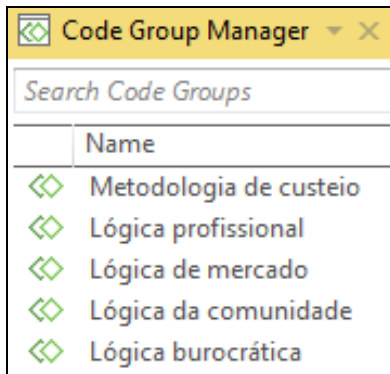 Code Group Manager
Search Code Groups
Name
Metodologia de custeio
Lógica profissional
Lógica de mercado
Lógica da comunidade
Lógica burocrática